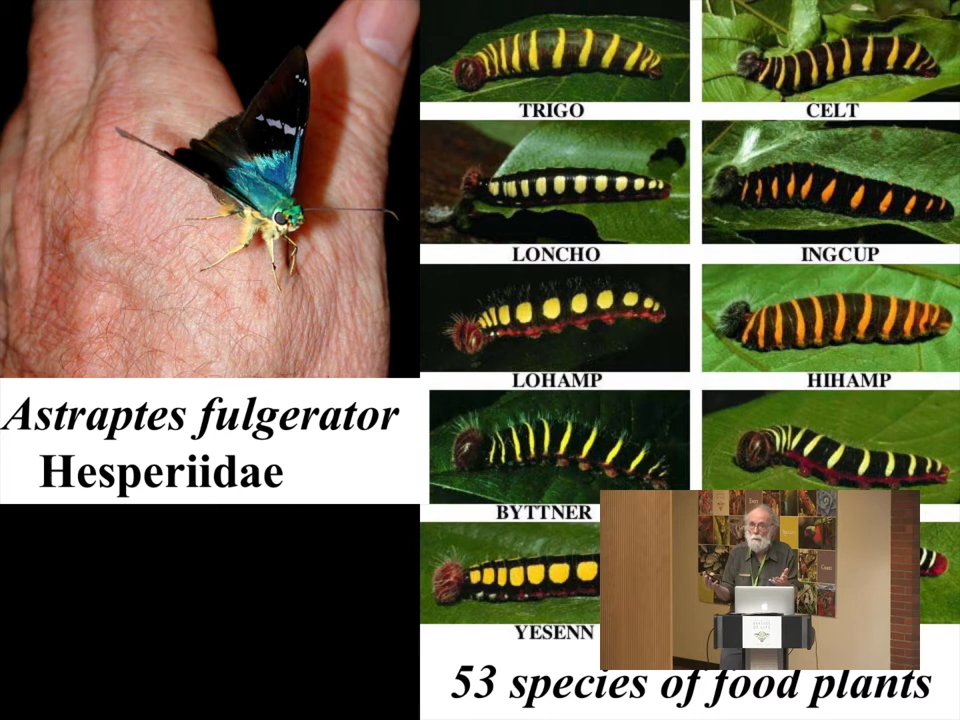 TRIGO
CELT
LONCHO
INGCUP
LOHAMP
HIHAMP
BYTTNER
YESENN
Astraptes fulgerator
Hesperiidae
53 species of food plants